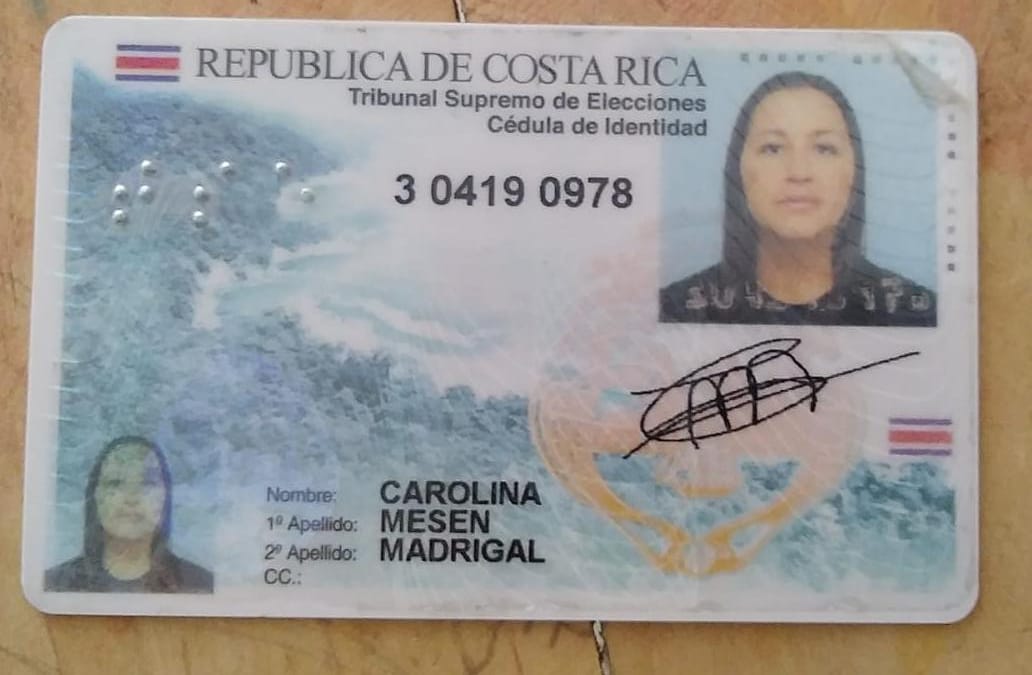 REPUBLICA DE COSTA RICA
Tribunal Supremo de Elecciones
Cédula de Identidad
3 0419 0978
Nombre: CAROLINA
1º Apellido: MESEN
2º Apellido: MADRIGAL
CC.: